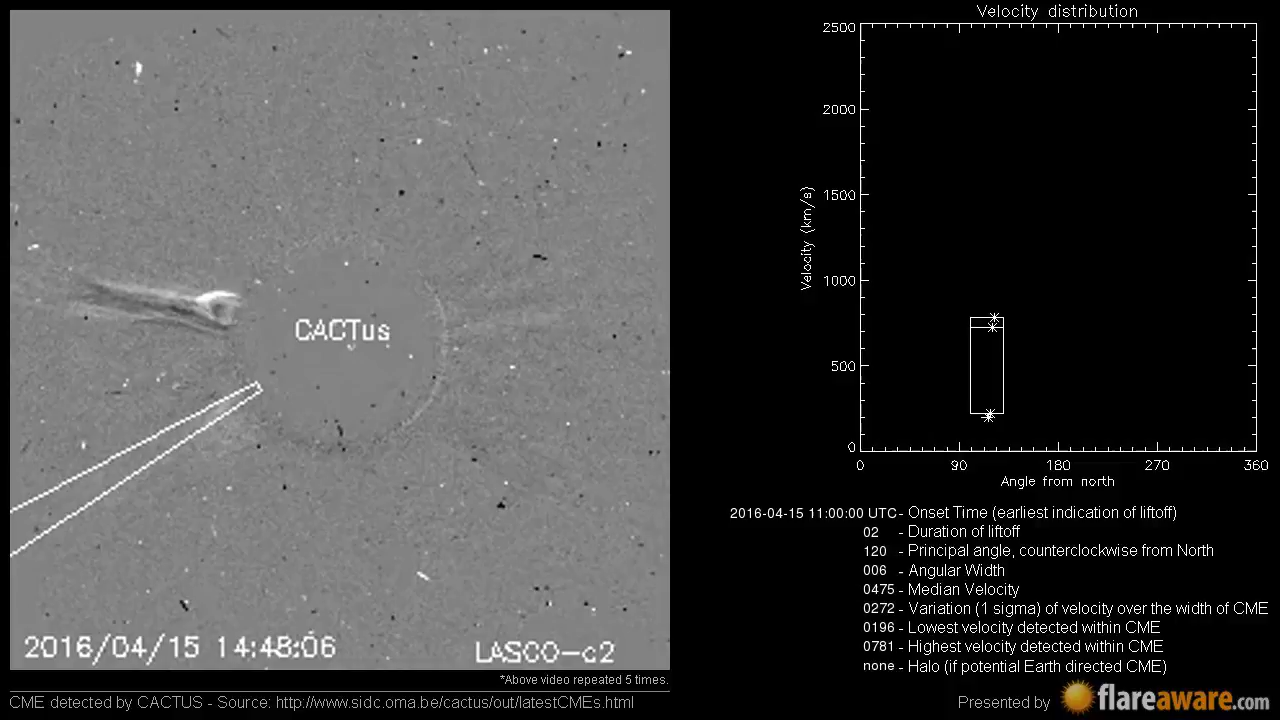 CACTus
2016/04/15 14:48:06
LASCO-c2
*Above video repeated 5 times.
CME detected by CACTUS - Source: http://www.sidc.oma.be/cactus/out/latestCMEs.html
Velocity distribution
2500
2000
1500
1000
500
0
Velocity (km/s)
0 90 180 270 360
Angle from north
2016-04-15 11:00:00 UTC - Onset Time (earliest indication of liftoff)
02 - Duration of liftoff
120 - Principal angle, counterclockwise from North
006 - Angular Width
0475 - Median Velocity
0272 - Variation (1 sigma) of velocity over the width of CME
0196 - Lowest velocity detected within CME
0781 - Highest velocity detected within CME
none - Halo (if potential Earth directed CME)
Presented by flareaware.com